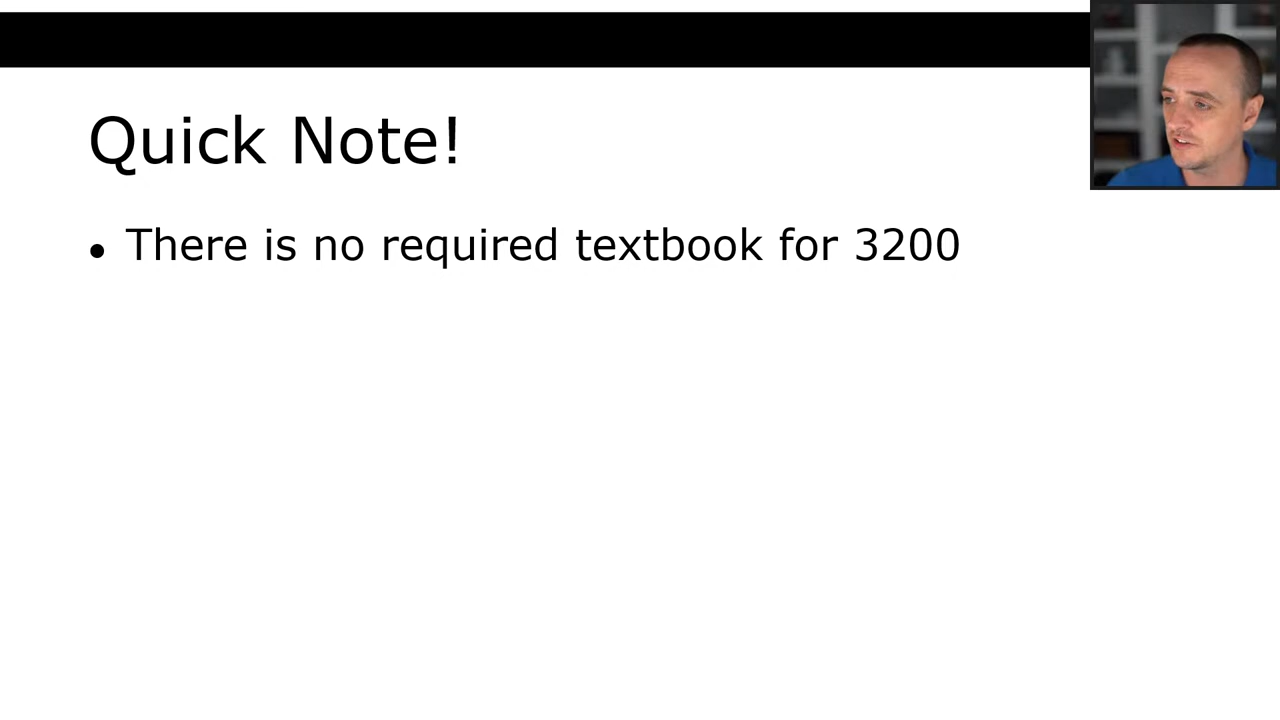 Quick Note!
• There is no required textbook for 3200